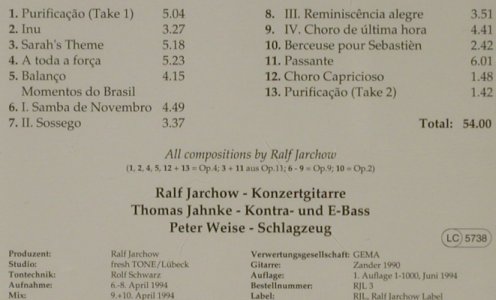 1. Purificação (Take 1) 5.04
2. Inu 3.27
3. Sarah's Theme 5.18
4. A toda a força 5.23
5. Balanço 4.15
Momentos do Brasil
6. I. Samba de Novembro 4.49
7. II. Sossego 3.37
8. III. Reminiscência alegre 3.51
9. IV. Choro de última hora 4.41
10. Berceuse pour Sebastièn 2.42
11. Passante 6.01
12. Choro Capricioso 1.48
13. Purificação (Take 2) 1.42
Total: 54.00
All compositions by Ralf Jarchow
(1, 2, 4, 5, 12 + 13 = Op.4; 3 + 11 aus Op.11; 6 - 9 = Op.9; 10 = Op.2)
Ralf Jarchow - Konzertgitarre
Thomas Jahnke - Kontra- und E-Bass
Peter Weise - Schlagzeug
LC 5738
Produzent: Ralf Jarchow
Studio: fresh TONE/Lübeck
Tontechnik: Rolf Schwarz
Aufnahme: 6.-8. April 1994
Mix: 9.+10. April 1994
Verwertungsgesellschaft: GEMA
Gitarre: Zander 1990
Auflage: 1. Auflage 1-1000, Juni 1994
Bestellnummer: RJL 3
Label: RJL, Ralf Jarchow Label